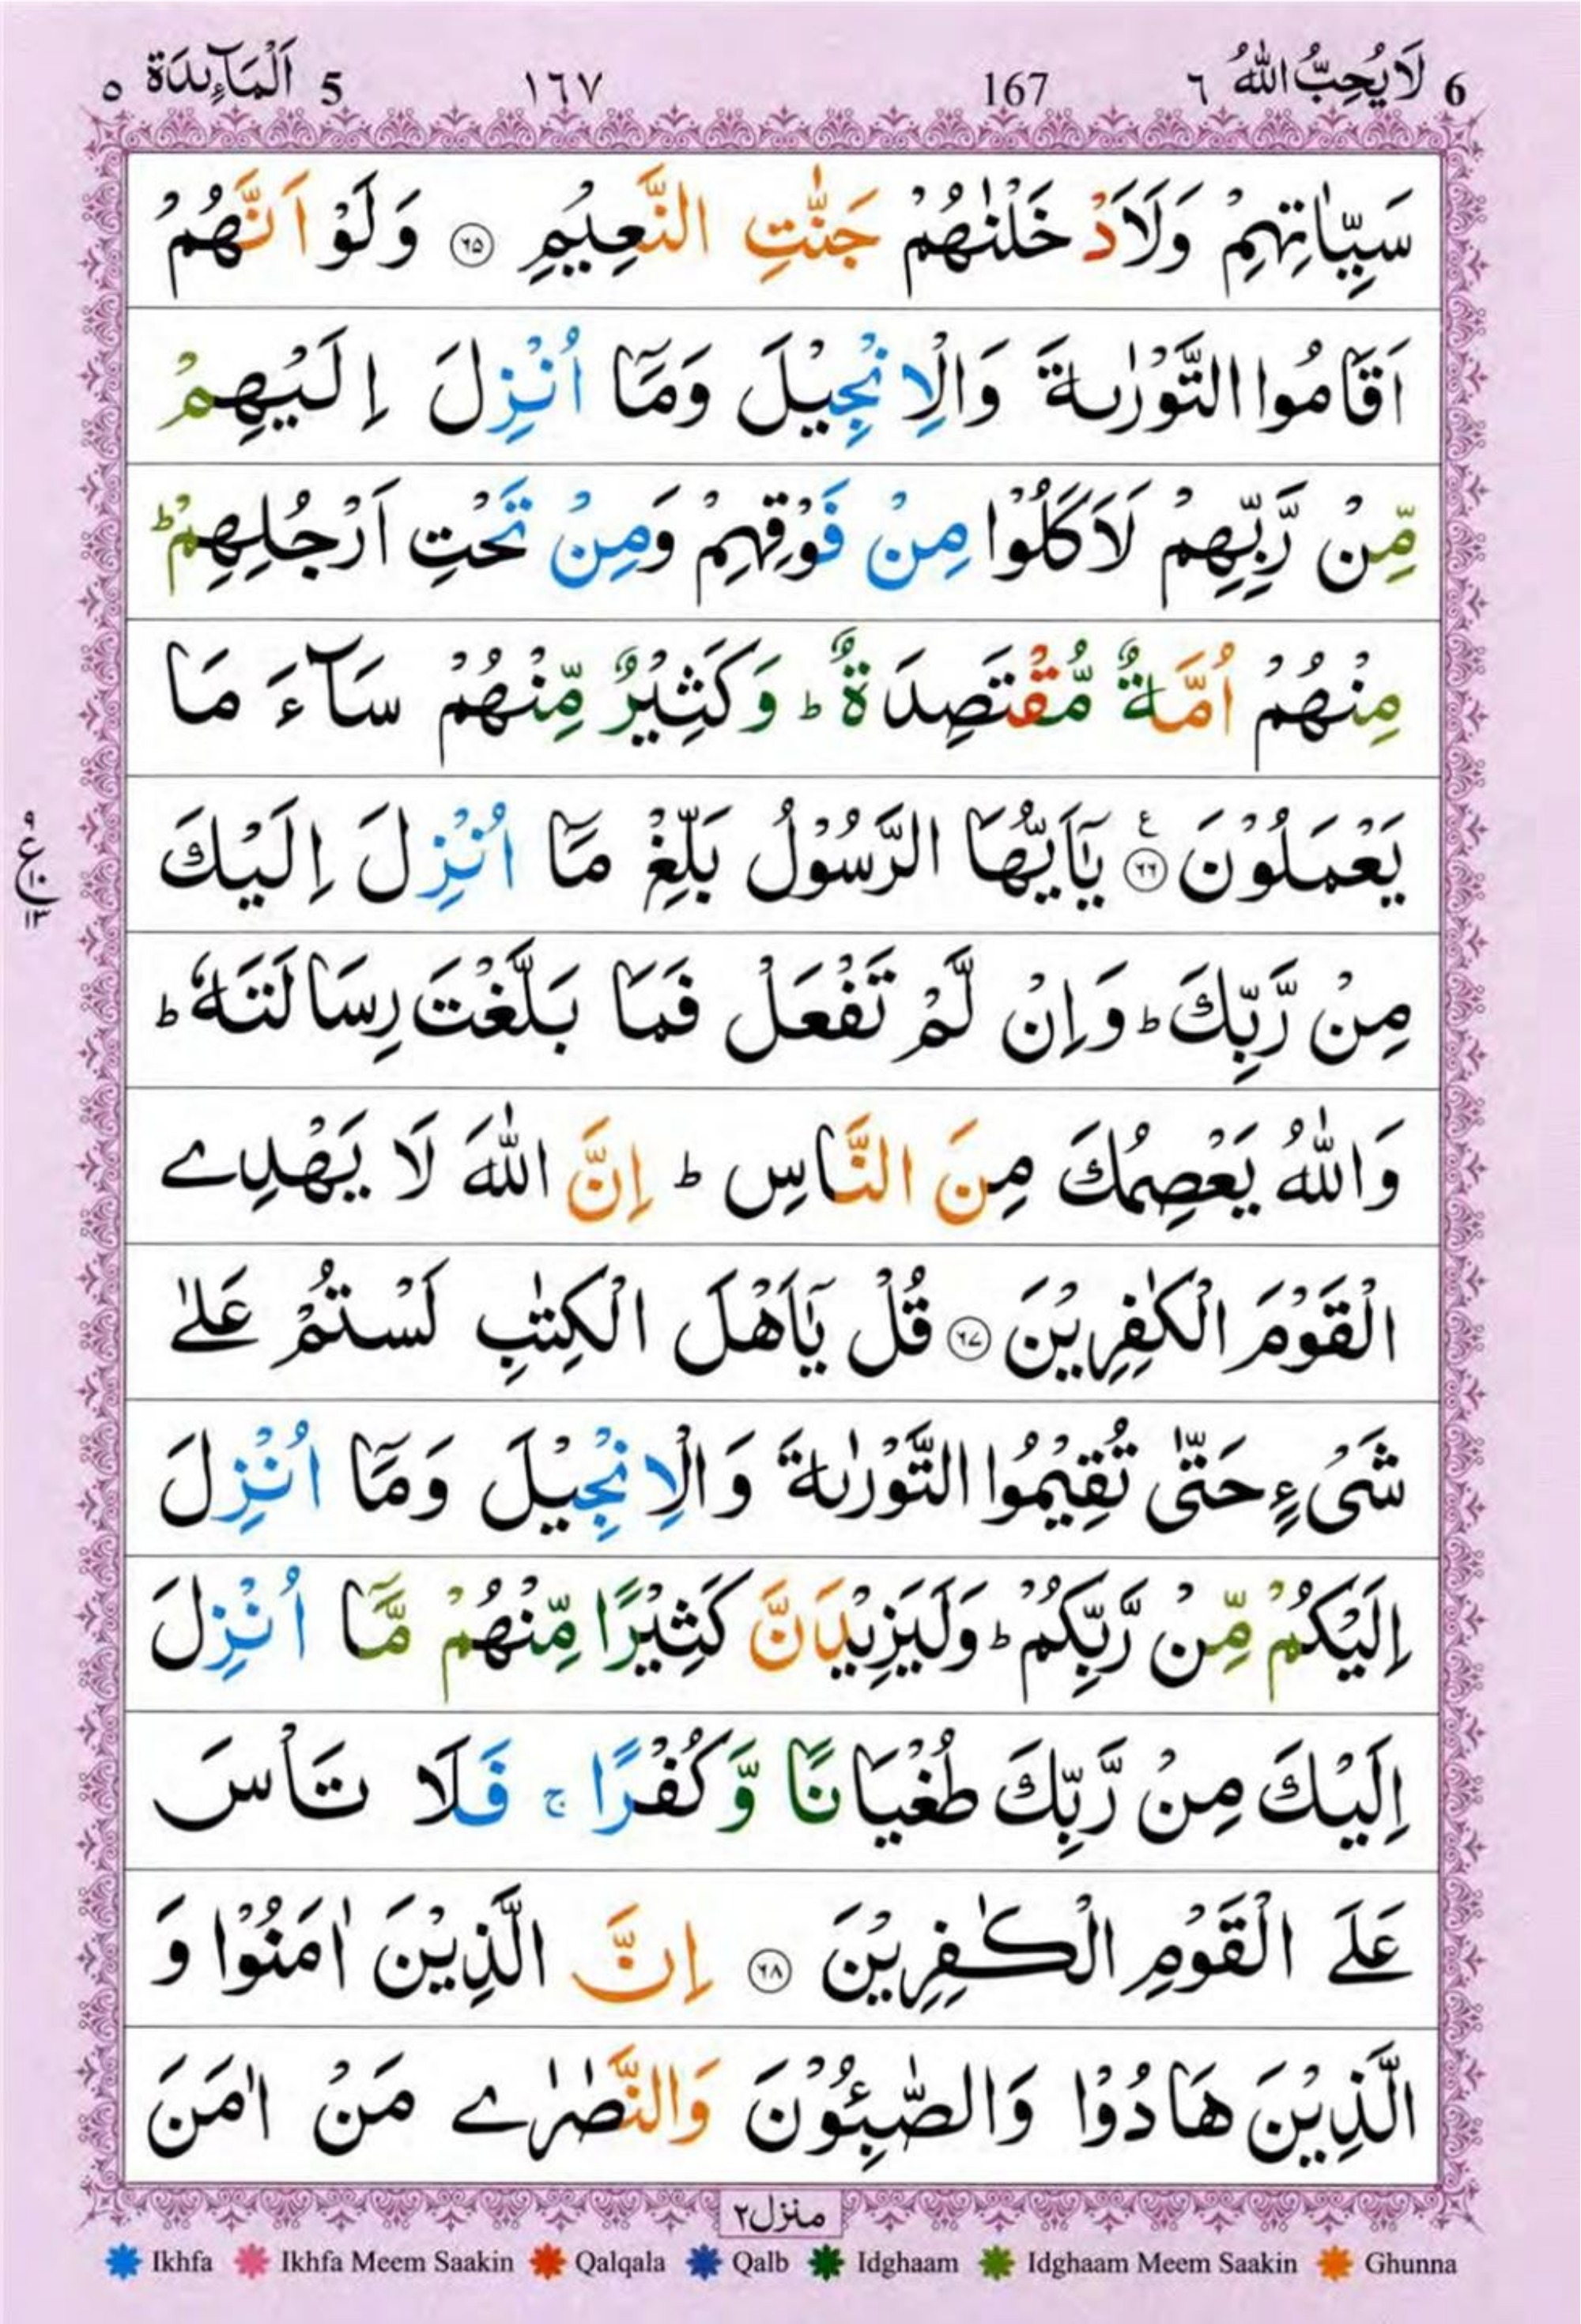 6 لَا يُحِبُّ اللّٰهُ ٦ 167 ١٦٧ 5 اَلْمَآئِدَة ٥
سَيِّاٰتِهِمْ وَلَاَدْخَلْنٰهُمْ جَنّٰتِ النَّعِيْمِ ۝٦٥ وَلَوْ اَنَّهُمْ
اَقَامُوا التَّوْرٰىةَ وَالْاِنْجِيْلَ وَمَآ اُنْزِلَ اِلَيْهِمْ
مِّنْ رَّبِّهِمْ لَاَكَلُوْا مِنْ فَوْقِهِمْ وَمِنْ تَحْتِ اَرْجُلِهِمْ ؕ
مِنْهُمْ اُمَّةٌ مُّقْتَصِدَةٌ ؕ وَكَثِيْرٌ مِّنْهُمْ سَآءَ مَا
يَعْمَلُوْنَ ۝٦٦ ع يٰٓاَيُّهَا الرَّسُوْلُ بَلِّغْ مَآ اُنْزِلَ اِلَيْكَ
ع ١٠ ١٣
مِنْ رَّبِّكَ ؕ وَاِنْ لَّمْ تَفْعَلْ فَمَا بَلَّغْتَ رِسَالَتَهٗ ؕ
وَاللّٰهُ يَعْصِمُكَ مِنَ النَّاسِ ؕ اِنَّ اللّٰهَ لَا يَهْدِے
الْقَوْمَ الْكٰفِرِيْنَ ۝٦٧ قُلْ يٰٓاَهْلَ الْكِتٰبِ لَسْتُمْ عَلٰے
شَىْءٍ حَتّٰى تُقِيْمُوا التَّوْرٰىةَ وَالْاِنْجِيْلَ وَمَآ اُنْزِلَ
اِلَيْكُمْ مِّنْ رَّبِّكُمْ ؕ وَلَيَزِيْدَنَّ كَثِيْرًا مِّنْهُمْ مَّآ اُنْزِلَ
اِلَيْكَ مِنْ رَّبِّكَ طُغْيَانًا وَّكُفْرًا ۚ فَلَا تَاْسَ
عَلَے الْقَوْمِ الْكٰفِرِيْنَ ۝٦٨ اِنَّ الَّذِيْنَ اٰمَنُوْا وَ
الَّذِيْنَ هَادُوْا وَالصّٰبِئُوْنَ وَالنَّصٰرٰے مَنْ اٰمَنَ
منزل ٢
Ikhfa Ikhfa Meem Saakin Qalqala Qalb Idghaam Idghaam Meem Saakin Ghunna